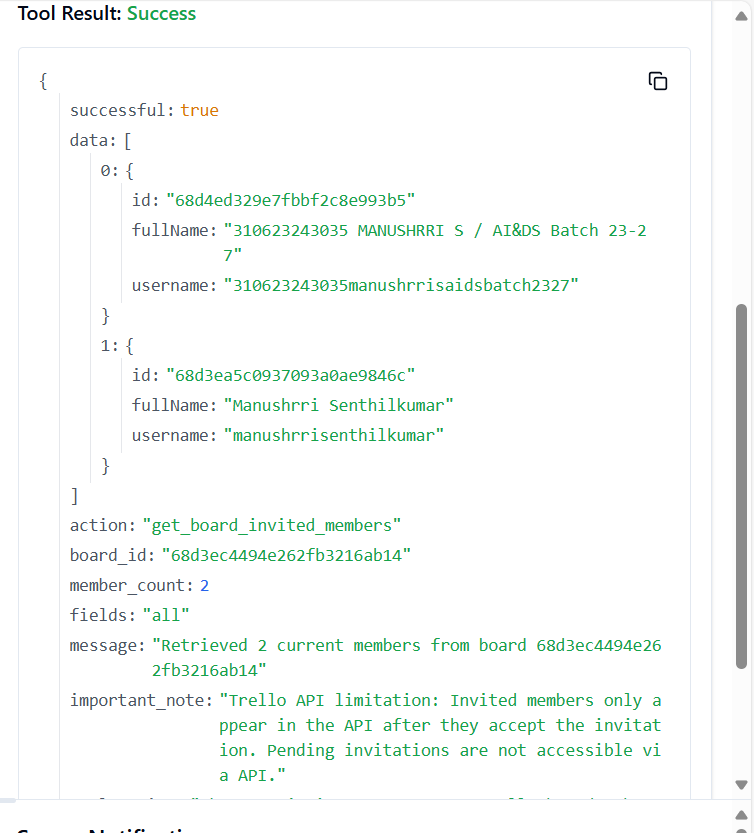 Tool Result: Success
{
successful: true
data: [
0: {
id: "68d4ed329e7fbbf2c8e993b5"
fullName: "310623243035 MANUSHRRI S / AI&DS Batch 23-2
7"
username: "310623243035manushrrisaidsbatch2327"
}
1: {
id: "68d3ea5c0937093a0ae9846c"
fullName: "Manushrri Senthilkumar"
username: "manushrrisenthilkumar"
}
]
action: "get_board_invited_members"
board_id: "68d3ec4494e262fb3216ab14"
member_count: 2
fields: "all"
message: "Retrieved 2 current members from board 68d3ec4494e26
2fb3216ab14"
important_note: "Trello API limitation: Invited members only a
ppear in the API after they accept the invitat
ion. Pending invitations are not accessible vi
a API."